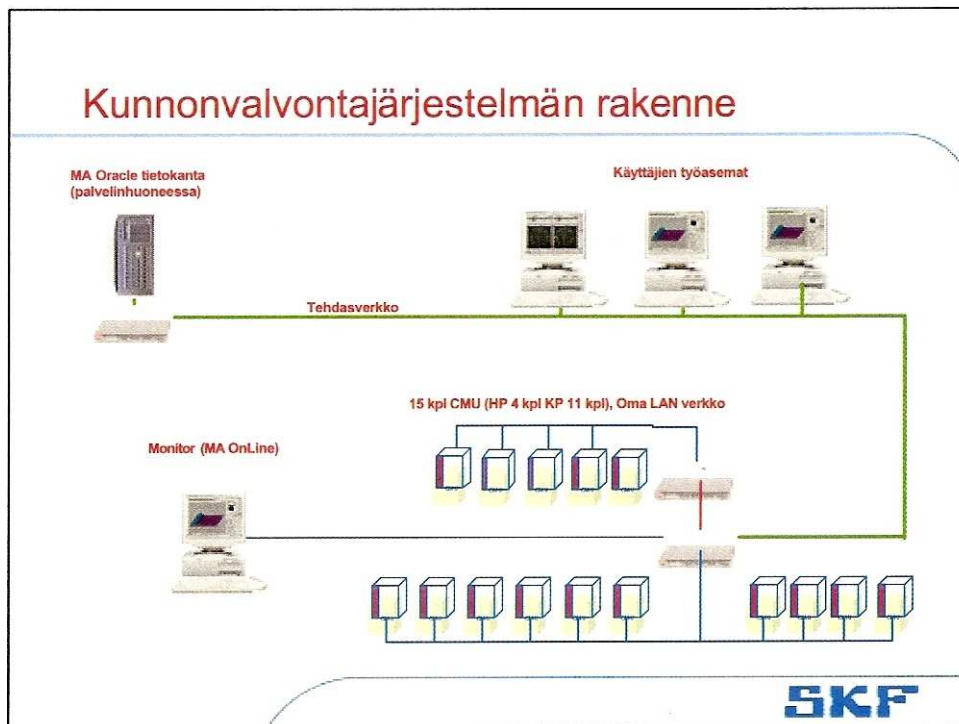 Kunnonvalvontajärjestelmän rakenne
MA Oracle tietokanta
(palvelinhuoneessa)
Käyttäjien työasemat
Tehdasverkko
15 kpl CMU (HP 4 kpl KP 11 kpl), Oma LAN verkko
Monitor (MA OnLine)
SKF